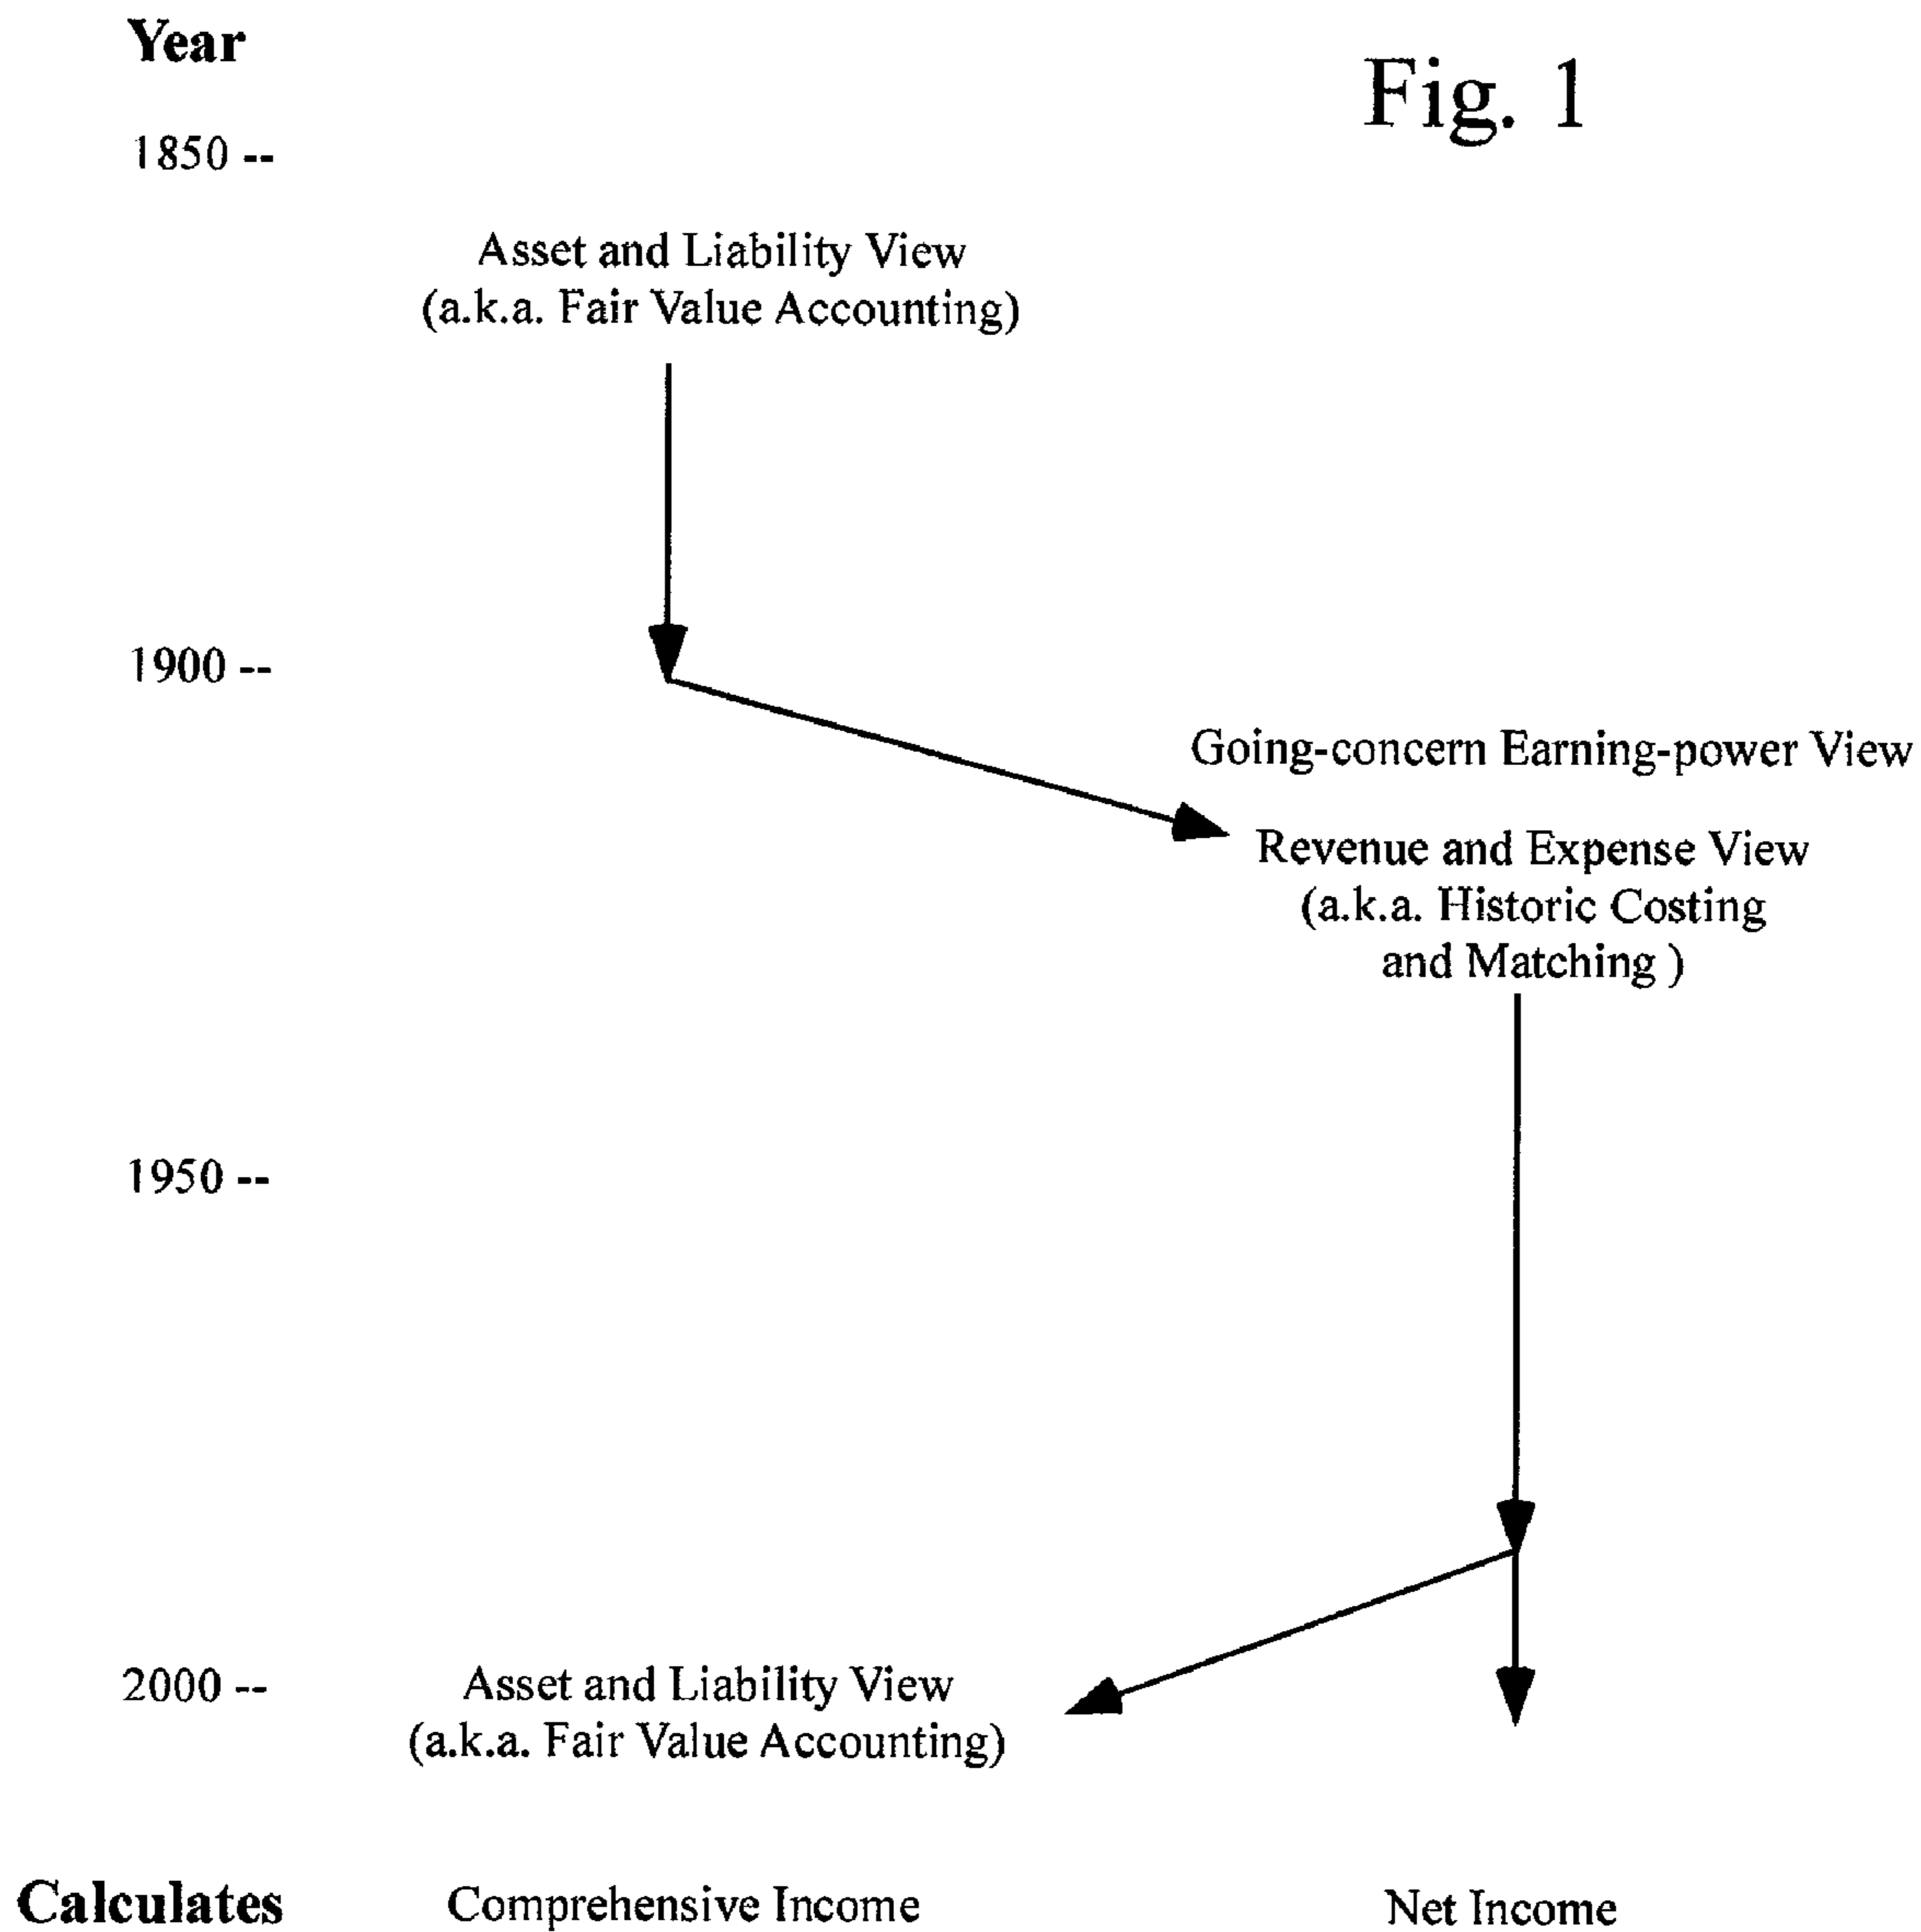 Year
Fig. 1
1850 --
Asset and Liability View
(a.k.a. Fair Value Accounting)
1900 --
Going-concern Earning-power View
Revenue and Expense View
(a.k.a. Historic Costing
and Matching )
1950 --
2000 --
Asset and Liability View
(a.k.a. Fair Value Accounting)
Calculates
Comprehensive Income
Net Income